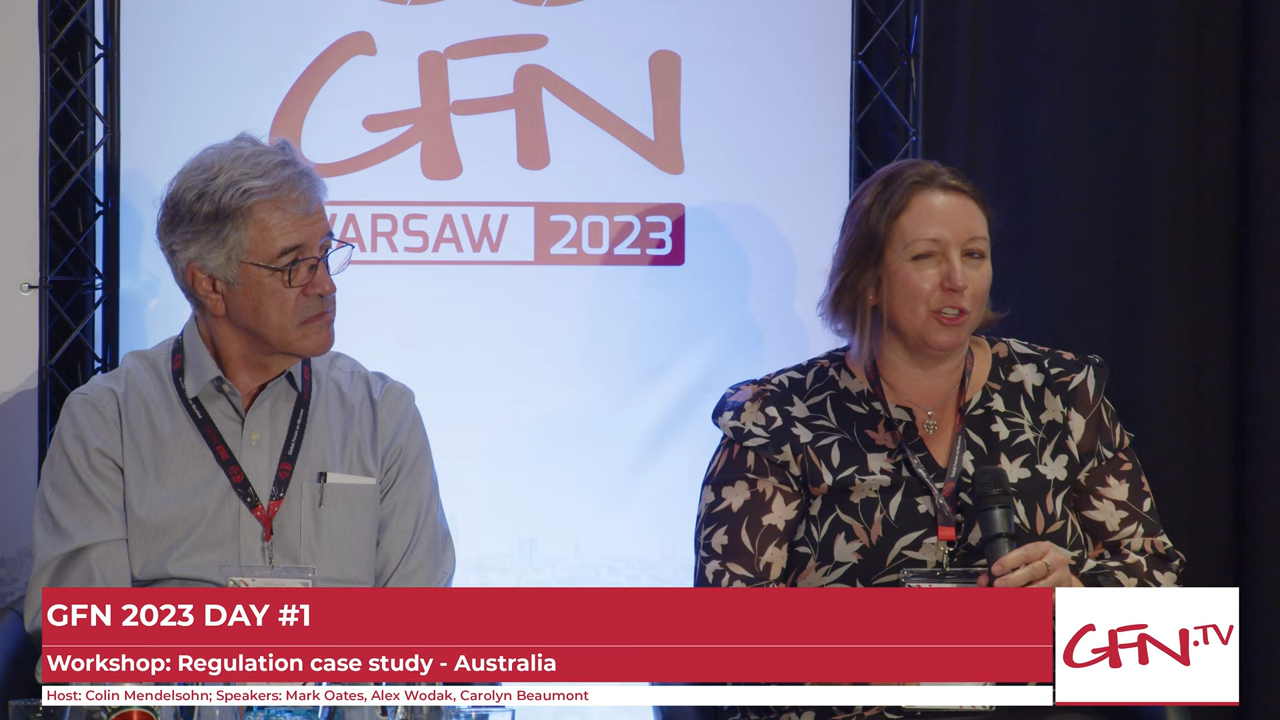 GFN
WARSAW 2023
GFN 2023 DAY #1
Workshop: Regulation case study - Australia
Host: Colin Mendelsohn; Speakers: Mark Oates, Alex Wodak, Carolyn Beaumont
GFN.TV